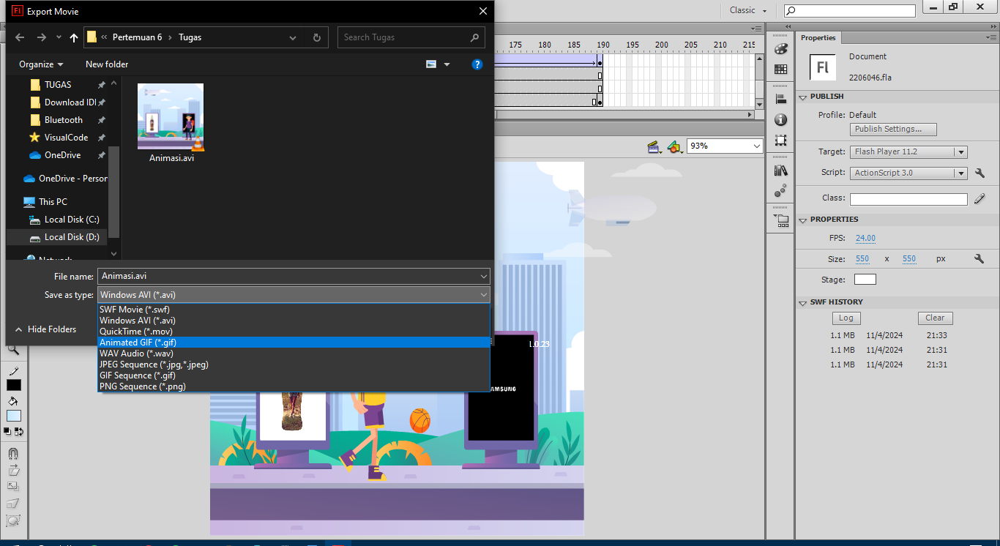 Fl Export Movie
Classic
Pertemuan 6 Tugas
Search Tugas
Organize New folder
TUGAS
Download IDI
Bluetooth
VisualCode
OneDrive
OneDrive - Person
This PC
Local Disk (C:)
Local Disk (D:)
Network
Animasi.avi
File name: Animasi.avi
Save as type: Windows AVI (*.avi)
SWF Movie (*.swf)
Windows AVI (*.avi)
QuickTime (*.mov)
Animated GIF (*.gif)
WAV Audio (*.wav)
JPEG Sequence (*.jpg,*.jpeg)
GIF Sequence (*.gif)
PNG Sequence (*.png)
Hide Folders
175 180 185 190 195 200 205 210 215
93%
1.0.23
AMSUNG
Properties
Fl
Document
2206046.fla
PUBLISH
Profile: Default
Publish Settings...
Target: Flash Player 11.2
Script: ActionScript 3.0
Class:
PROPERTIES
FPS: 24.00
Size: 550 x 550 px
Stage:
SWF HISTORY
Log Clear
1.1 MB 11/4/2024 21:33
1.1 MB 11/4/2024 21:31
1.1 MB 11/4/2024 21:31